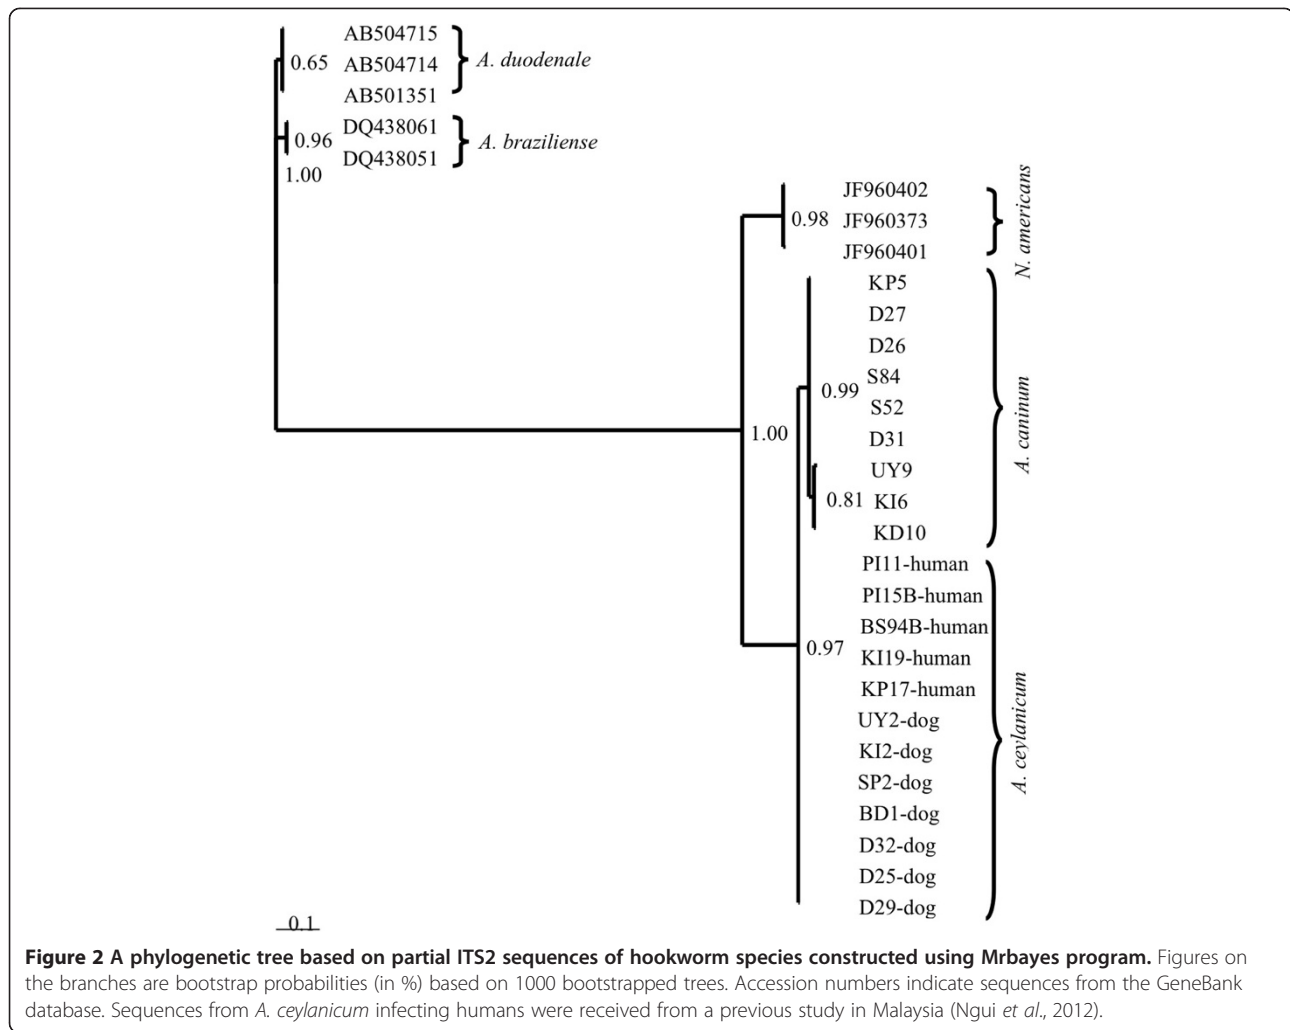 AB504715
AB504714
0.65
A. duodenale
AB501351
DQ438061
0.96
A. braziliense
DQ438051
1.00
JF960402
0.98
JF960373
JF960401
N. americans
KP5
D27
D26
S84
0.99
S52
D31
UY9
0.81
KI6
KD10
A. caninum
1.00
PI11-human
PI15B-human
BS94B-human
0.97
KI19-human
KP17-human
UY2-dog
KI2-dog
SP2-dog
BD1-dog
D32-dog
D25-dog
D29-dog
A. ceylanicum
0.1
Figure 2 A phylogenetic tree based on partial ITS2 sequences of hookworm species constructed using Mrbayes program. Figures on
the branches are bootstrap probabilities (in %) based on 1000 bootstrapped trees. Accession numbers indicate sequences from the GeneBank
database. Sequences from A. ceylanicum infecting humans were received from a previous study in Malaysia (Ngui et al., 2012).